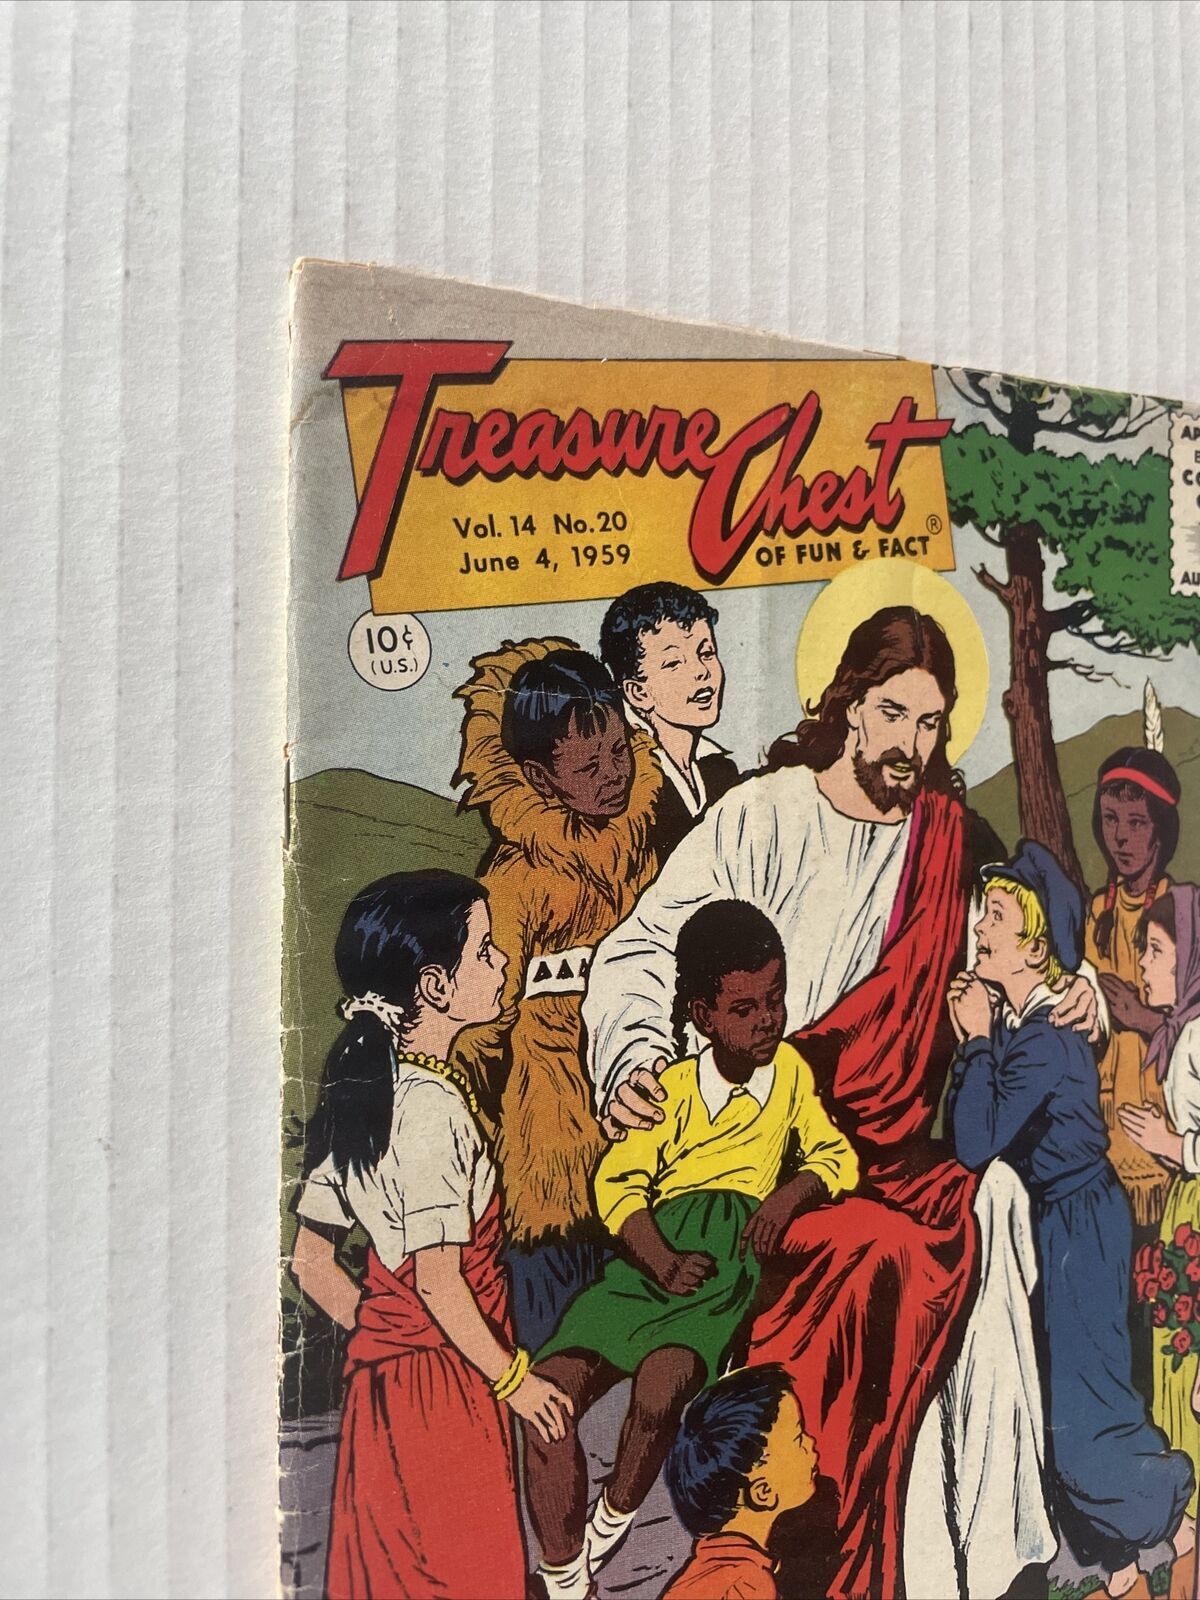 Treasure Chest
Vol. 14 No. 20
June 4, 1959
OF FUN & FACT ®
10¢
(U.S.)